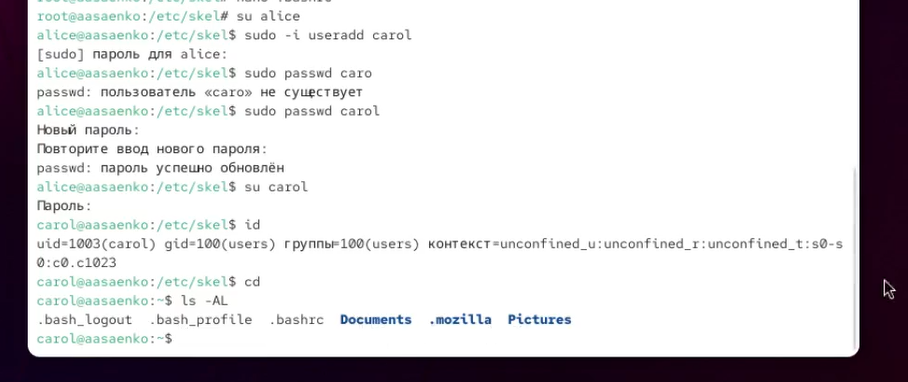 root@aasaenko:/etc/skel# su alice
alice@aasaenko:/etc/skel$ sudo -i useradd carol
[sudo] пароль для alice:
alice@aasaenko:/etc/skel$ sudo passwd caro
passwd: пользователь «caro» не существует
alice@aasaenko:/etc/skel$ sudo passwd carol
Новый пароль:
Повторите ввод нового пароля:
passwd: пароль успешно обновлён
alice@aasaenko:/etc/skel$ su carol
Пароль:
carol@aasaenko:/etc/skel$ id
uid=1003(carol) gid=100(users) группы=100(users) контекст=unconfined_u:unconfined_r:unconfined_t:s0-s
0:c0.c1023
carol@aasaenko:/etc/skel$ cd
carol@aasaenko:~$ ls -AL
.bash_logout .bash_profile .bashrc Documents .mozilla Pictures
carol@aasaenko:~$